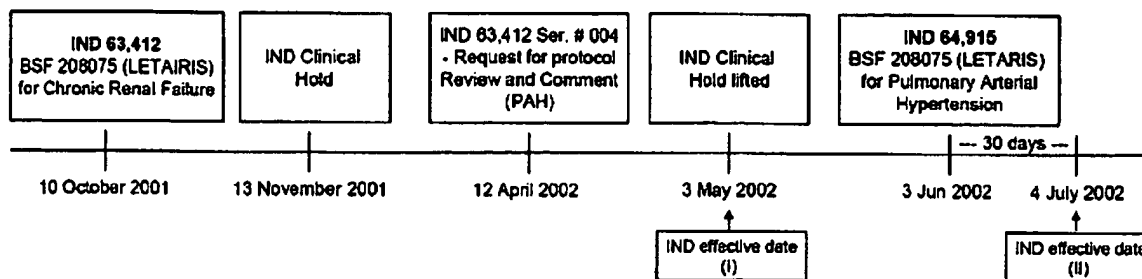 IND 63,412
BSF 208075 (LETAIRIS)
for Chronic Renal Failure
IND Clinical
Hold
IND 63,412 Ser. # 004
- Request for protocol
Review and Comment
(PAH)
IND Clinical
Hold lifted
IND 64,915
BSF 208075 (LETARIS)
for Pulmonary Arterial
Hypertension
--- 30 days ---
10 October 2001
13 November 2001
12 April 2002
3 May 2002
3 Jun 2002
4 July 2002
IND effective date
(I)
IND effective date
(II)